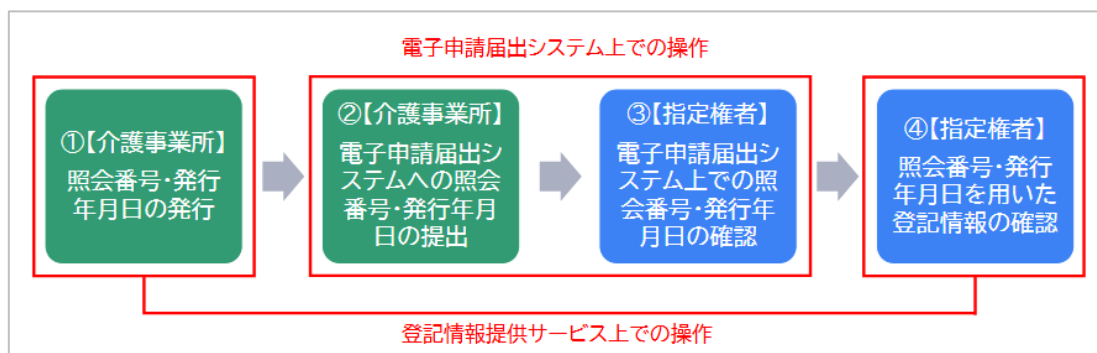 電子申請届出システム上での操作
①【介護事業所】
照会番号・発行
年月日の発行
②【介護事業所】
電子申請届出シ
ステムへの照会
番号・発行年月
日の提出
③【指定権者】
電子申請届出シ
ステム上での照
会番号・発行年
月日の確認
④【指定権者】
照会番号・発行
年月日を用いた
登記情報の確認
登記情報提供サービス上での操作